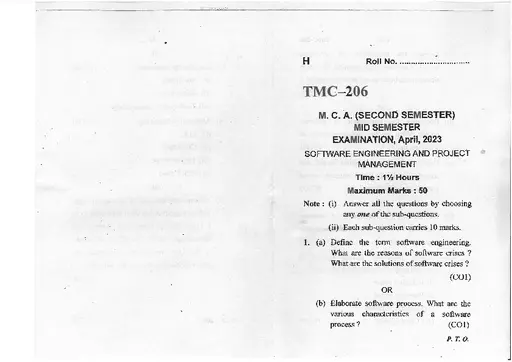 H Roll No. ..............................
TMC–206
M. C. A. (SECOND SEMESTER)
MID SEMESTER
EXAMINATION, April, 2023
SOFTWARE ENGINEERING AND PROJECT
MANAGEMENT
Time : 1½ Hours
Maximum Marks : 50
Note : (i) Answer all the questions by choosing
any one of the sub-questions.
(ii) Each sub-question carries 10 marks.
1. (a) Define the term software engineering.
What are the reasons of software crises ?
What are the solutions of software crises ?
(CO1)
OR
(b) Elaborate software process. What are the
various characteristics of a software
process ? (CO1)
P. T. O.